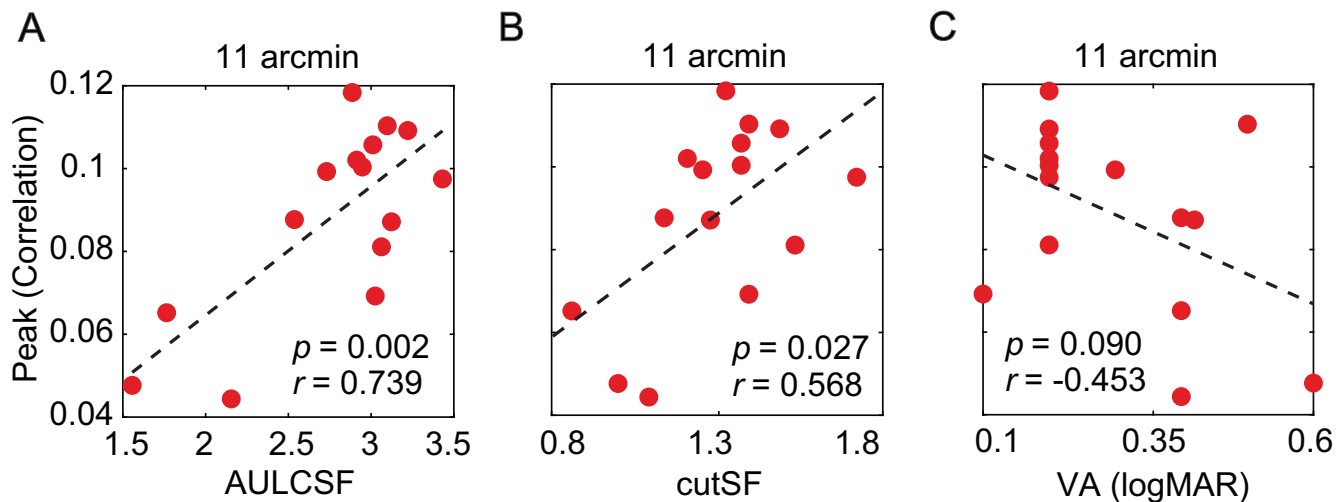 A
B
C
11 arcmin
11 arcmin
11 arcmin
Peak (Correlation)
0.12
0.1
0.08
0.06
0.04
p = 0.002
r = 0.739
p = 0.027
r = 0.568
p = 0.090
r = -0.453
1.5 2 2.5 3 3.5
0.8 1.3 1.8
0.1 0.35 0.6
AULCSF
cutSF
VA (logMAR)